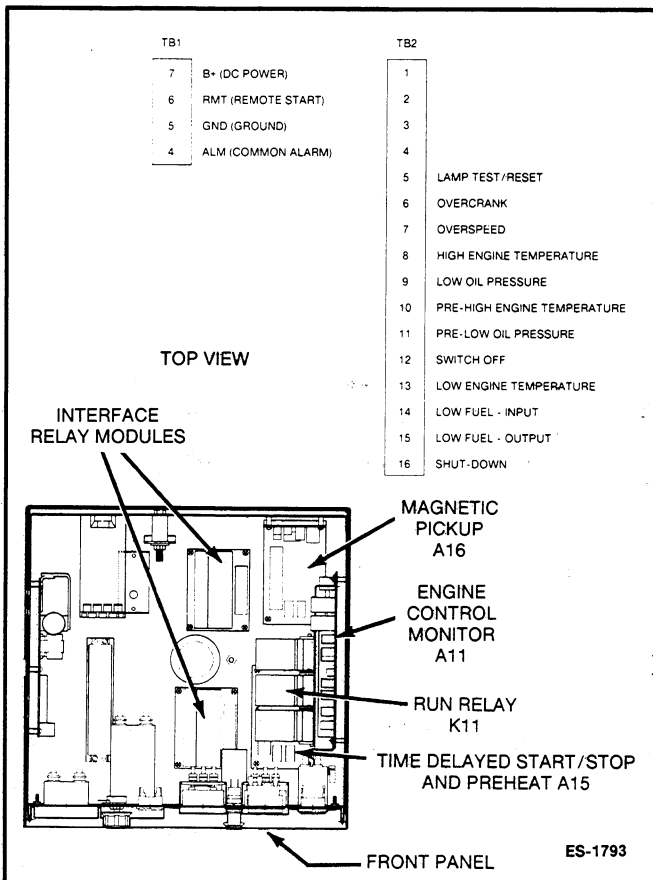 TB1
7 B+ (DC POWER)
6 RMT (REMOTE START)
5 GND (GROUND)
4 ALM (COMMON ALARM)
TB2
1
2
3
4
5 LAMP TEST/RESET
6 OVERCRANK
7 OVERSPEED
8 HIGH ENGINE TEMPERATURE
9 LOW OIL PRESSURE
10 PRE-HIGH ENGINE TEMPERATURE
11 PRE-LOW OIL PRESSURE
12 SWITCH OFF
13 LOW ENGINE TEMPERATURE
14 LOW FUEL - INPUT
15 LOW FUEL - OUTPUT
16 SHUT-DOWN
TOP VIEW
INTERFACE
RELAY MODULES
MAGNETIC
PICKUP
A16
ENGINE
CONTROL
MONITOR
A11
RUN RELAY
K11
TIME DELAYED START/STOP
AND PREHEAT A15
FRONT PANEL
ES-1793